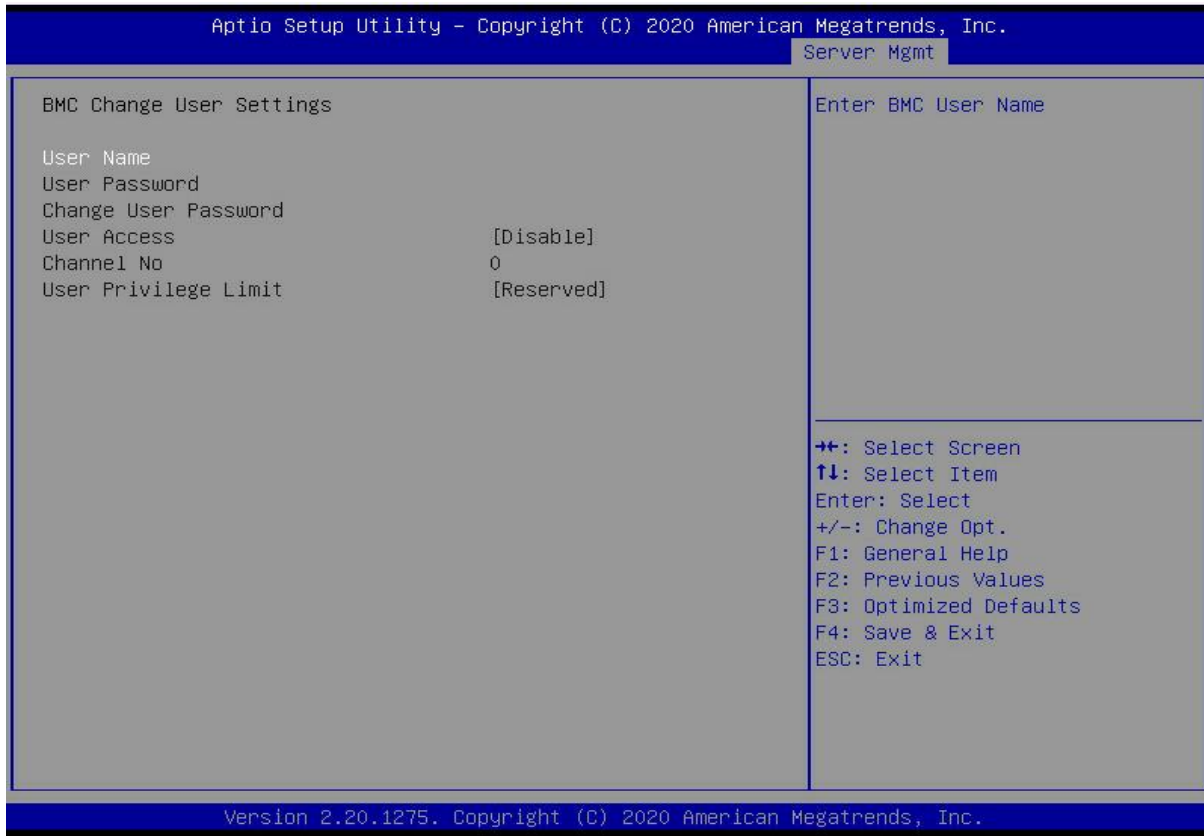 Aptio Setup Utility – Copyright (C) 2020 American Megatrends, Inc.
Server Mgmt
BMC Change User Settings
User Name
User Password
Change User Password
User Access [Disable]
Channel No 0
User Privilege Limit [Reserved]
Enter BMC User Name
→←: Select Screen
↑↓: Select Item
Enter: Select
+/-: Change Opt.
F1: General Help
F2: Previous Values
F3: Optimized Defaults
F4: Save & Exit
ESC: Exit
Version 2.20.1275. Copyright (C) 2020 American Megatrends, Inc.